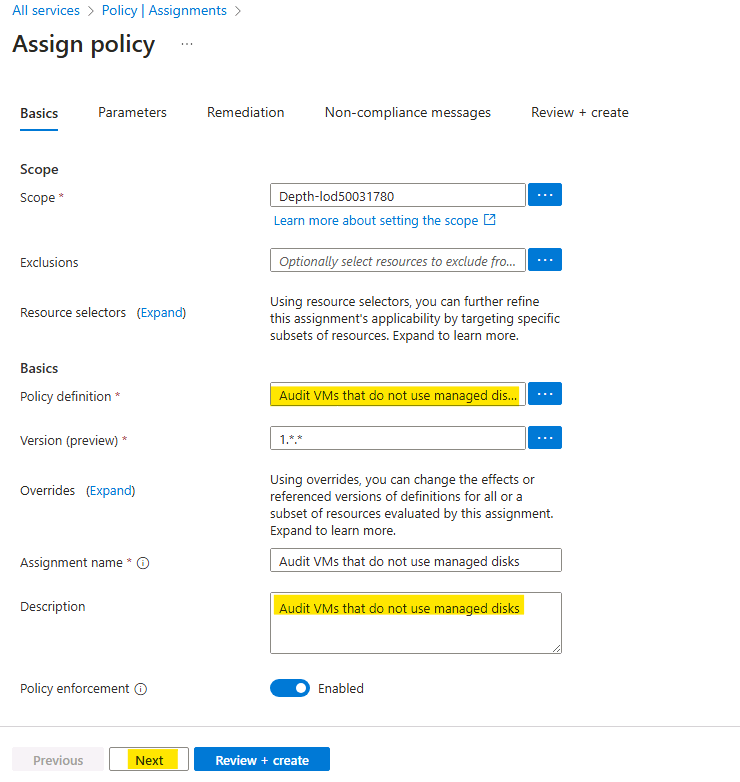 All services > Policy | Assignments >
Assign policy ...
Basics Parameters Remediation Non-compliance messages Review + create
Scope
Scope * Depth-lod50031780 ...
Learn more about setting the scope
Exclusions Optionally select resources to exclude fro... ...
Resource selectors (Expand) Using resource selectors, you can further refine
this assignment's applicability by targeting specific
subsets of resources. Expand to learn more.
Basics
Policy definition * Audit VMs that do not use managed dis... ...
Version (preview) * 1.*.* ...
Overrides (Expand) Using overrides, you can change the effects or
referenced versions of definitions for all or a
subset of resources evaluated by this assignment.
Expand to learn more.
Assignment name * Audit VMs that do not use managed disks
Description Audit VMs that do not use managed disks
Policy enforcement Enabled
Previous Next Review + create